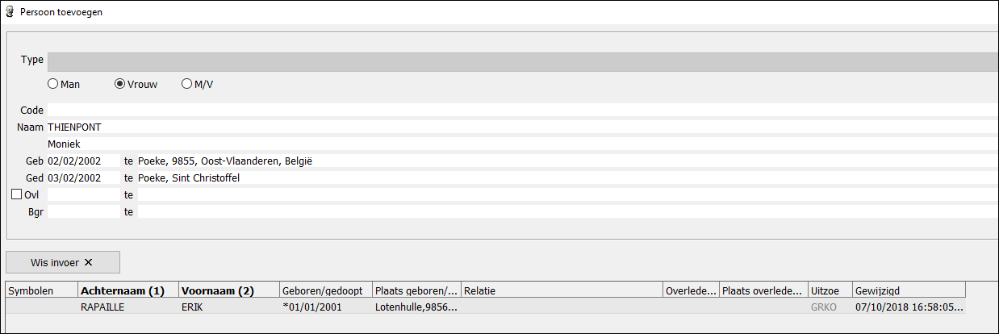 Persoon toevoegen
Type
Man Vrouw M/V
Code
Naam THIENPONT
Moniek
Geb 02/02/2002 te Poeke, 9855, Oost-Vlaanderen, België
Ged 03/02/2002 te Poeke, Sint Christoffel
Ovl te
Bgr te
Wis invoer ✕
Symbolen Achternaam (1) Voornaam (2) Geboren/gedoopt Plaats geboren/... Relatie Overlede... Plaats overlede... Uitzoe Gewijzigd
RAPAILLE ERIK *01/01/2001 Lotenhulle,9856... GRKO 07/10/2018 16:58:05...